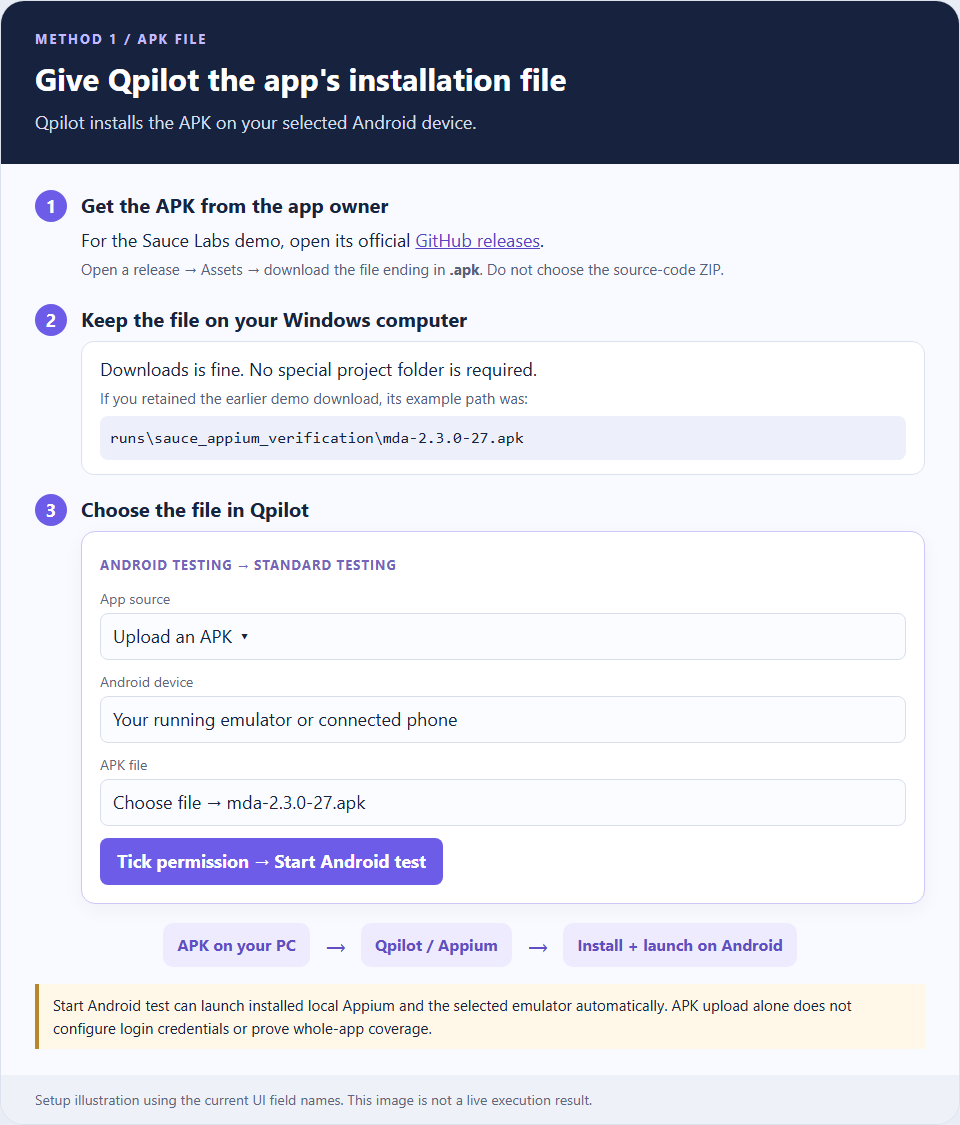 METHOD 1 / APK FILE
Give Qpilot the app's installation file
Qpilot installs the APK on your selected Android device.
1
Get the APK from the app owner
For the Sauce Labs demo, open its official GitHub releases.
Open a release → Assets → download the file ending in .apk. Do not choose the source-code ZIP.
2
Keep the file on your Windows computer
Downloads is fine. No special project folder is required.
If you retained the earlier demo download, its example path was:
runs\sauce_appium_verification\mda-2.3.0-27.apk
3
Choose the file in Qpilot
ANDROID TESTING → STANDARD TESTING
App source
Upload an APK ▾
Android device
Your running emulator or connected phone
APK file
Choose file → mda-2.3.0-27.apk
Tick permission → Start Android test
APK on your PC → Qpilot / Appium → Install + launch on Android
Start Android test can launch installed local Appium and the selected emulator automatically. APK upload alone does not
configure login credentials or prove whole-app coverage.
Setup illustration using the current UI field names. This image is not a live execution result.